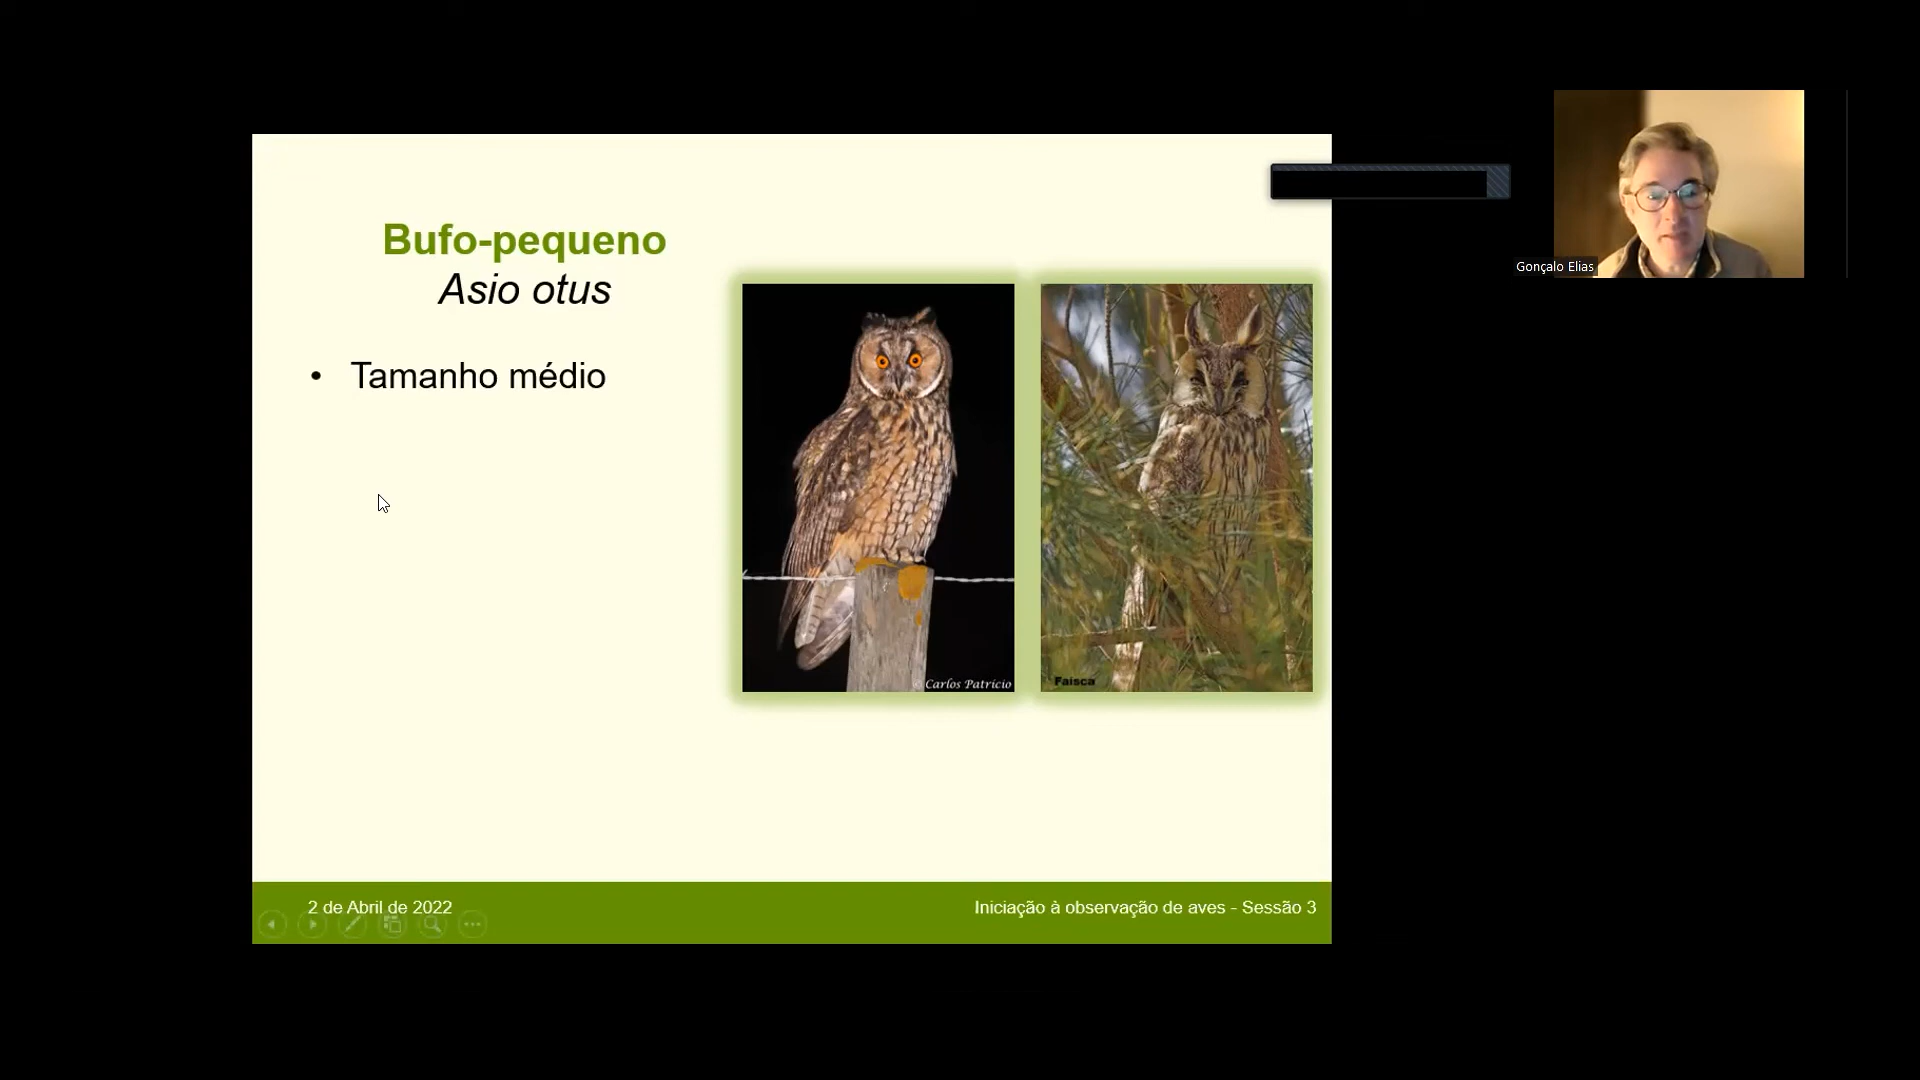 Bufo-pequeno
Asio otus
• Tamanho médio
© Carlos Patrício
Faisca
2 de Abril de 2022
Iniciação à observação de aves - Sessão 3
Gonçalo Elias